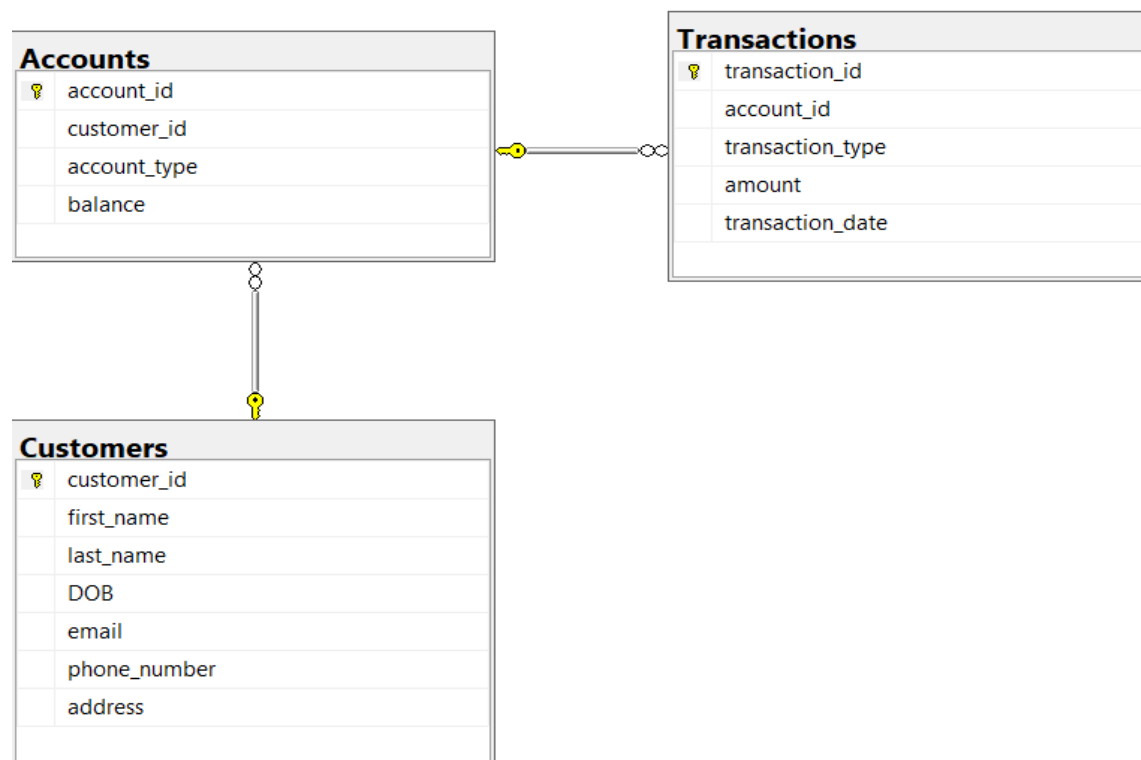 Accounts
account_id
customer_id
account_type
balance
Transactions
transaction_id
account_id
transaction_type
amount
transaction_date
Customers
customer_id
first_name
last_name
DOB
email
phone_number
address